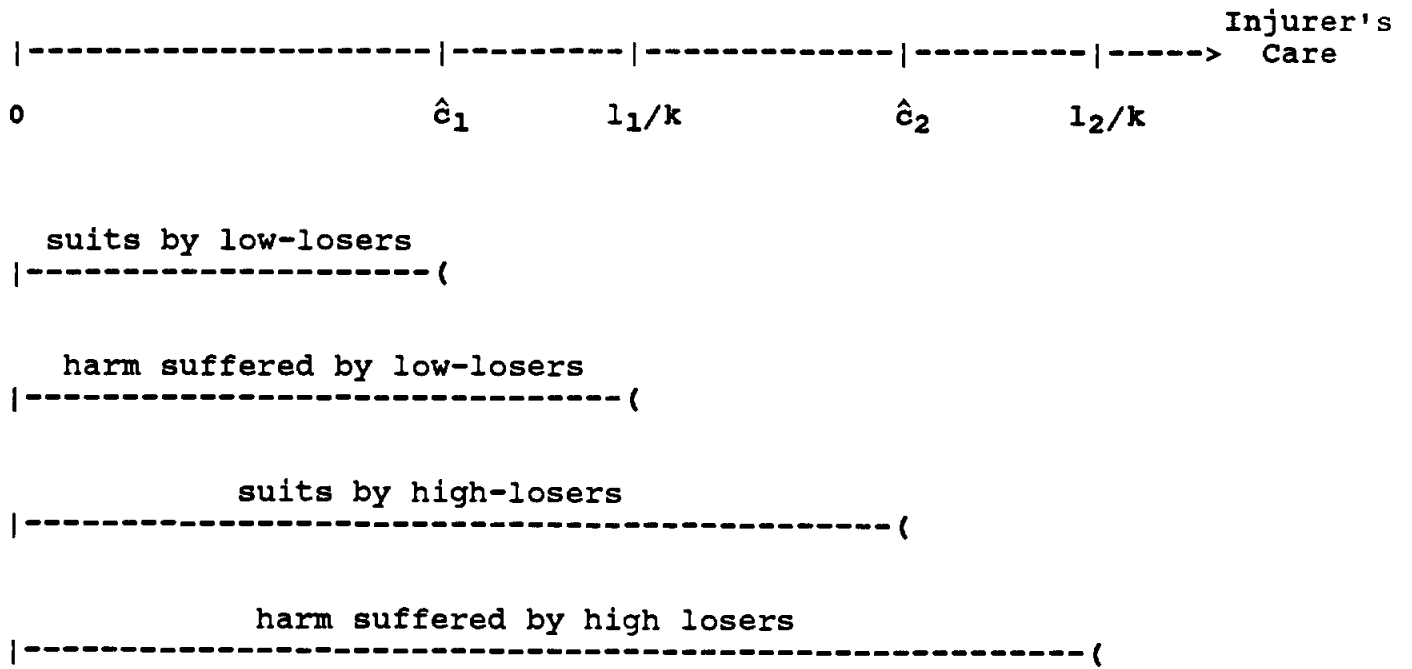 Injurer's
|---------------------|---------|-------------|---------|-----> Care
0 ĉ₁ l₁/k ĉ₂ l₂/k
suits by low-losers
|---------------------(
harm suffered by low-losers
|-------------------------------(
suits by high-losers
|---------------------------------------------(
harm suffered by high losers
|-------------------------------------------------------(